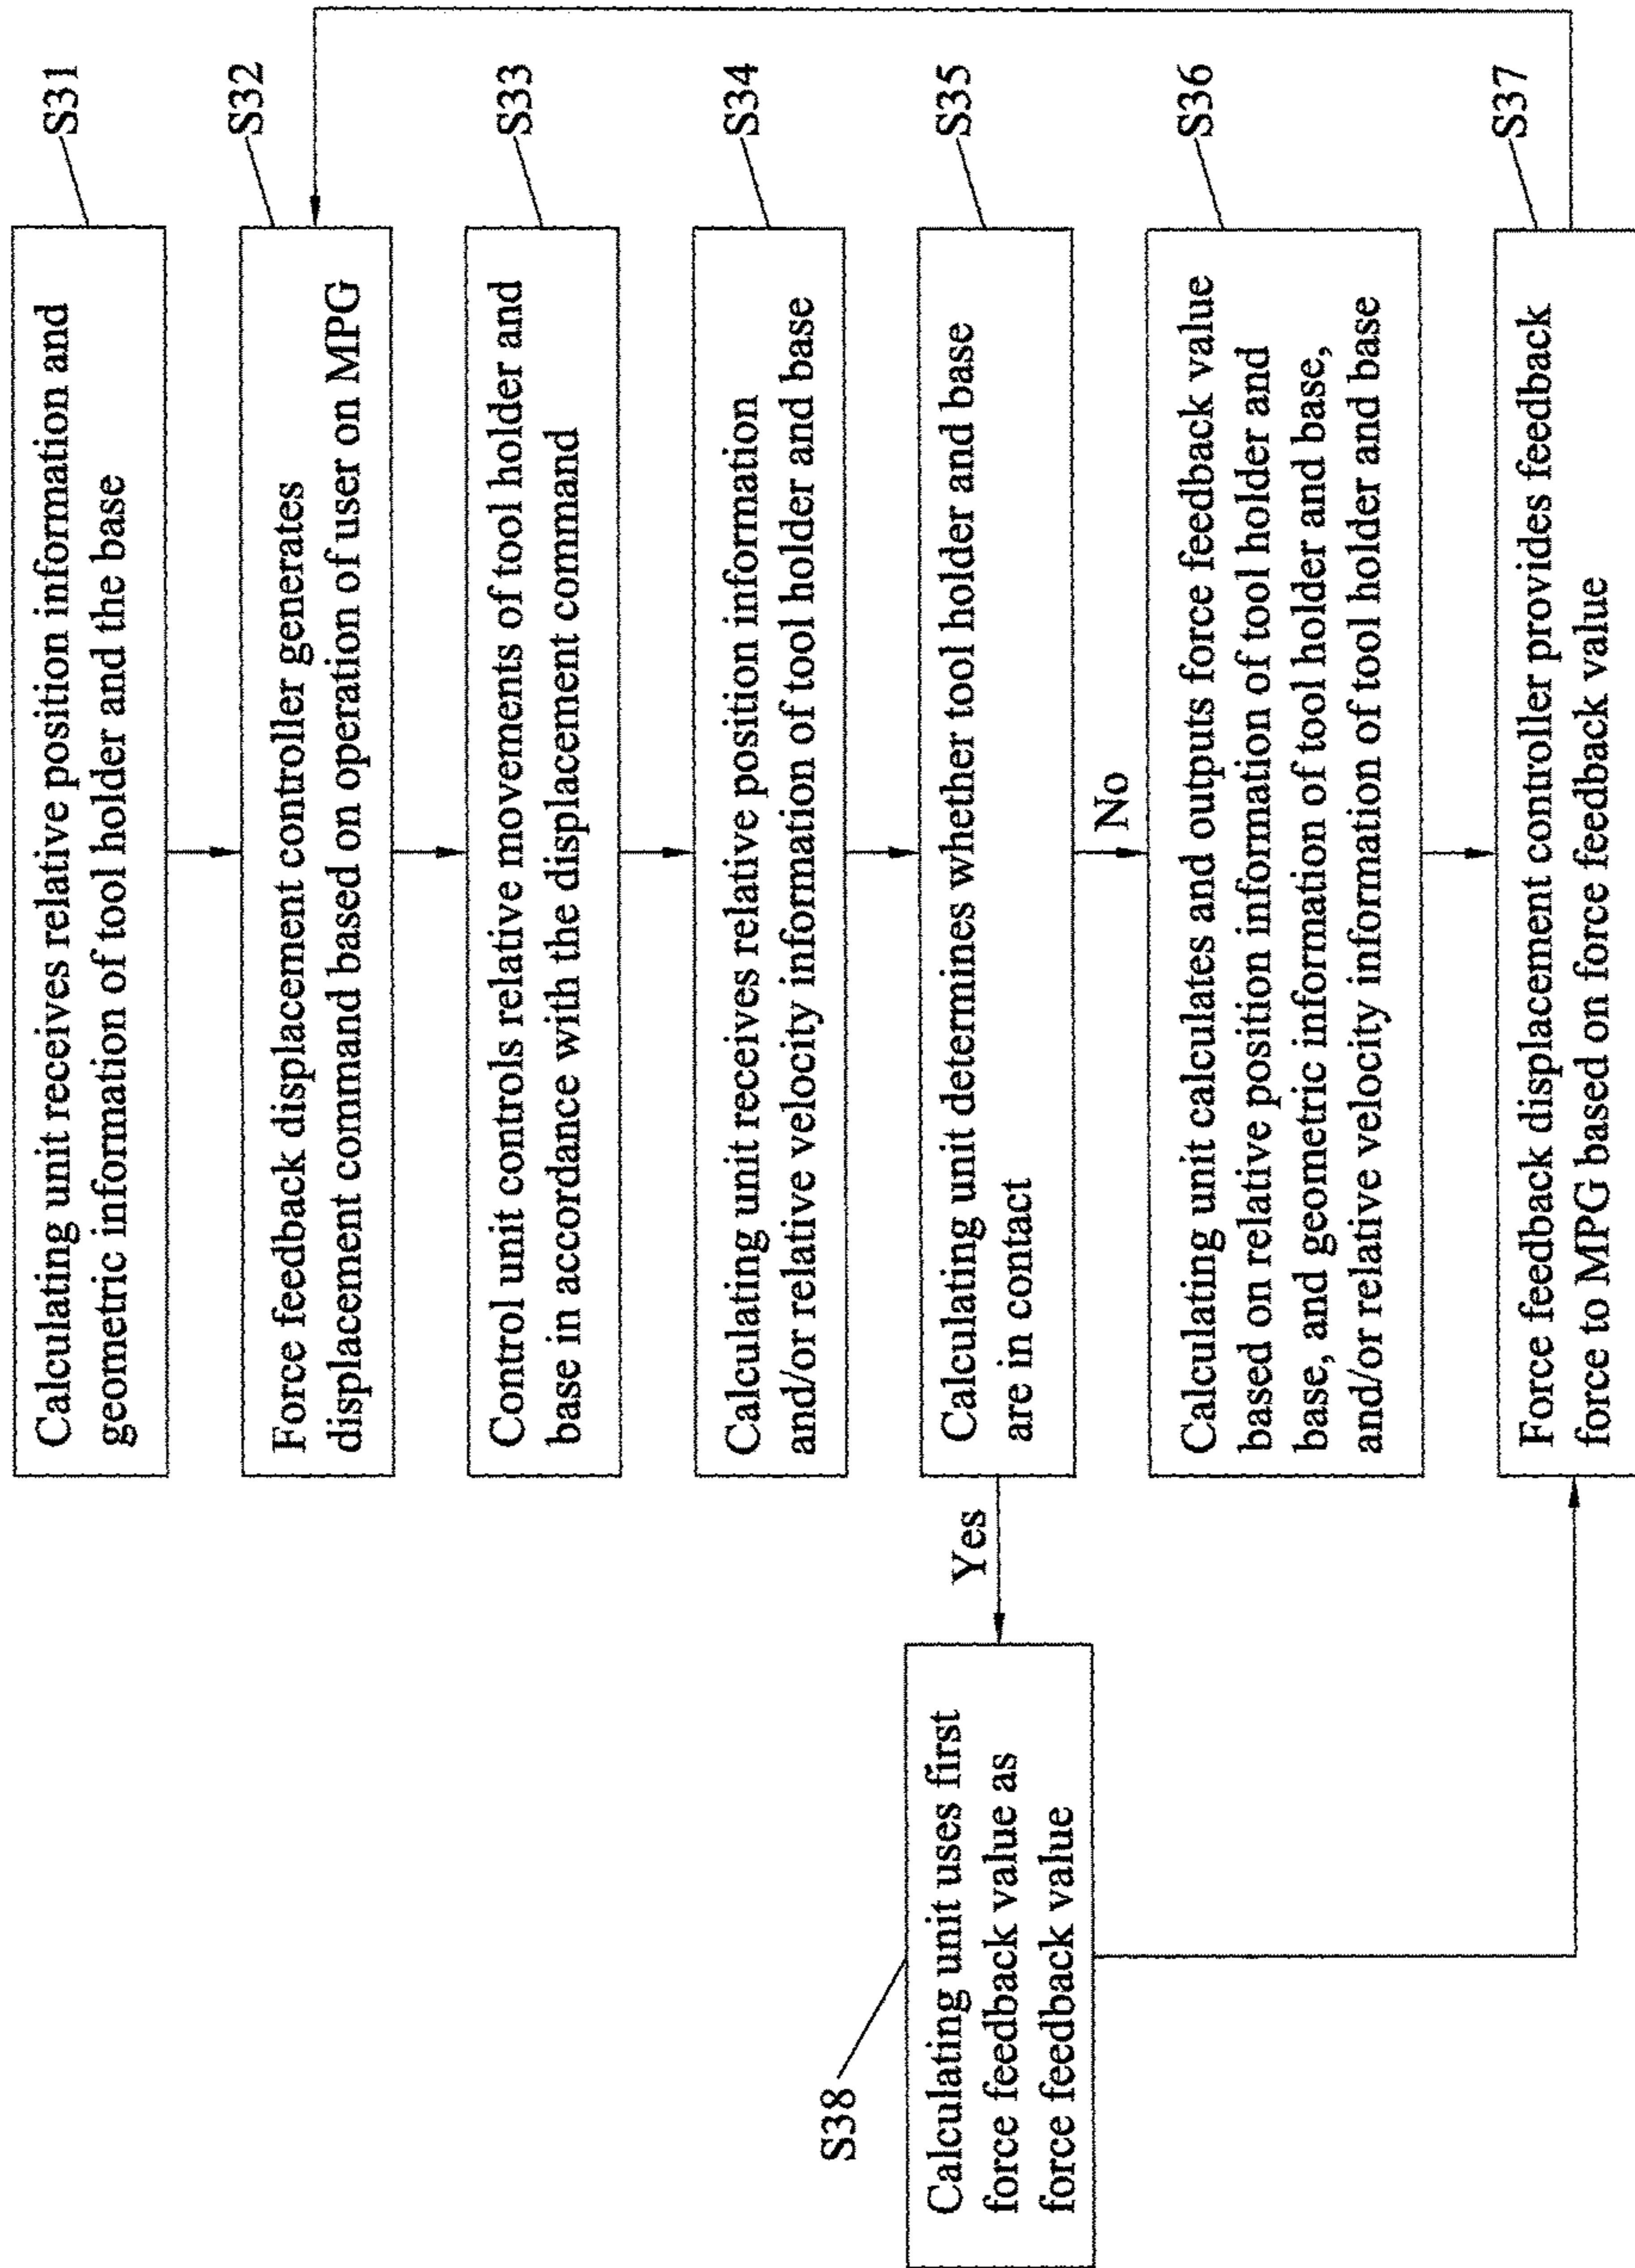 Calculating unit receives relative position information and
geometric information of tool holder and the base
S31
Force feedback displacement controller generates
displacement command based on operation of user on MPG
S32
Control unit controls relative movements of tool holder and
base in accordance with the displacement command
S33
Calculating unit receives relative position information
and/or relative velocity information of tool holder and base
S34
Calculating unit determines whether tool holder and base
are in contact
S35
Yes
No
Calculating unit calculates and outputs force feedback value
based on relative position information of tool holder and
base, and geometric information of tool holder and base,
and/or relative velocity information of tool holder and base
S36
Force feedback displacement controller provides feedback
force to MPG based on force feedback value
S37
S38
Calculating unit uses first
force feedback value as
force feedback value